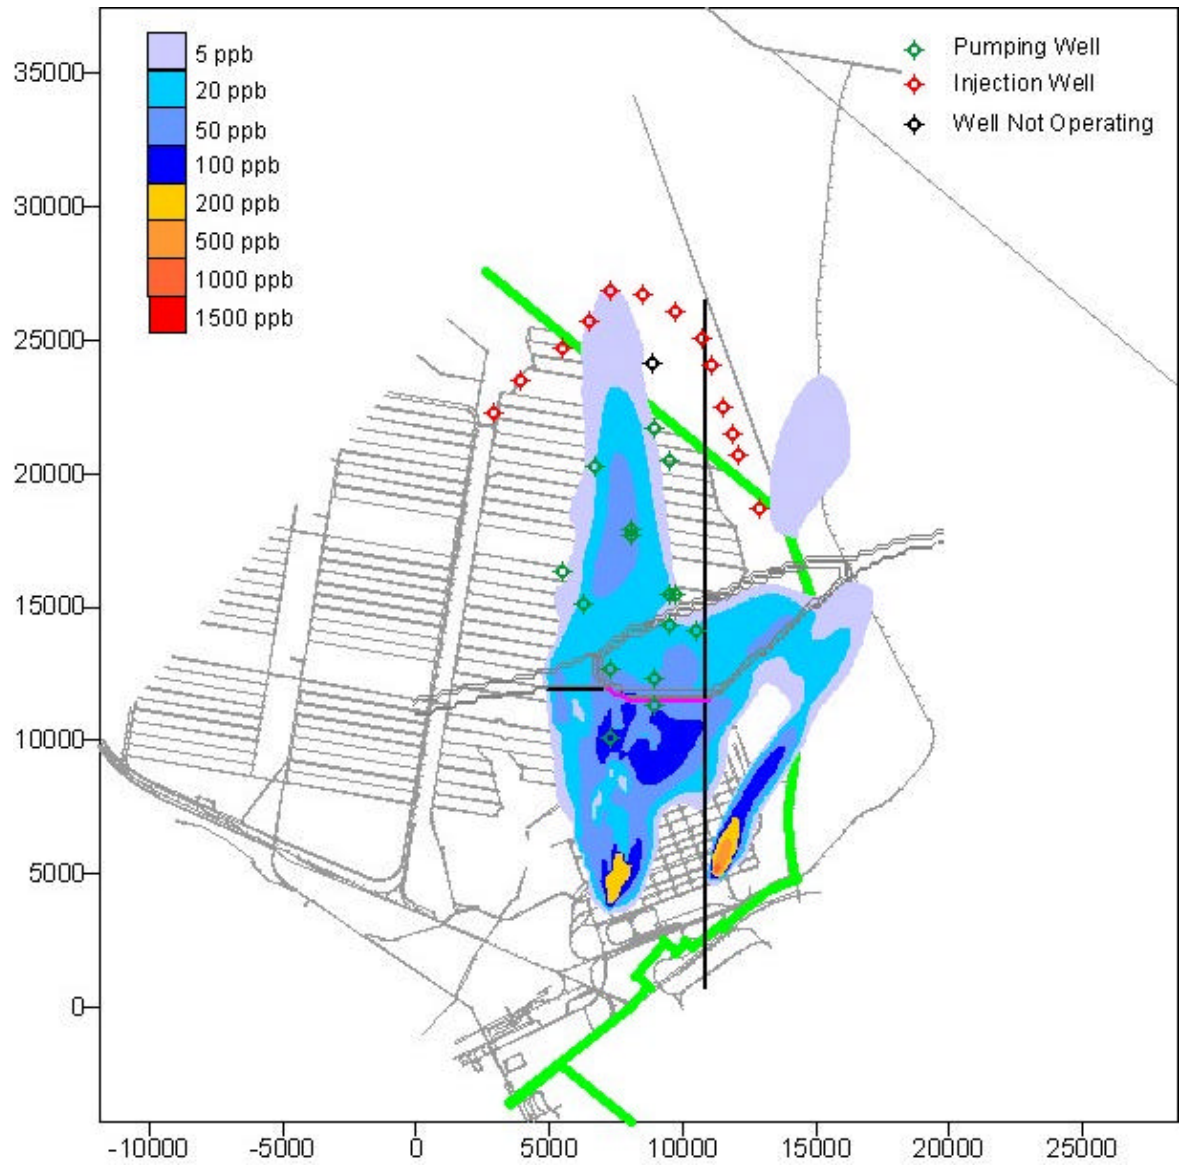 5 ppb
20 ppb
50 ppb
100 ppb
200 ppb
500 ppb
1000 ppb
1500 ppb
Pumping Well
Injection Well
Well Not Operating
35000
30000
25000
20000
15000
10000
5000
0
-10000 -5000 0 5000 10000 15000 20000 25000